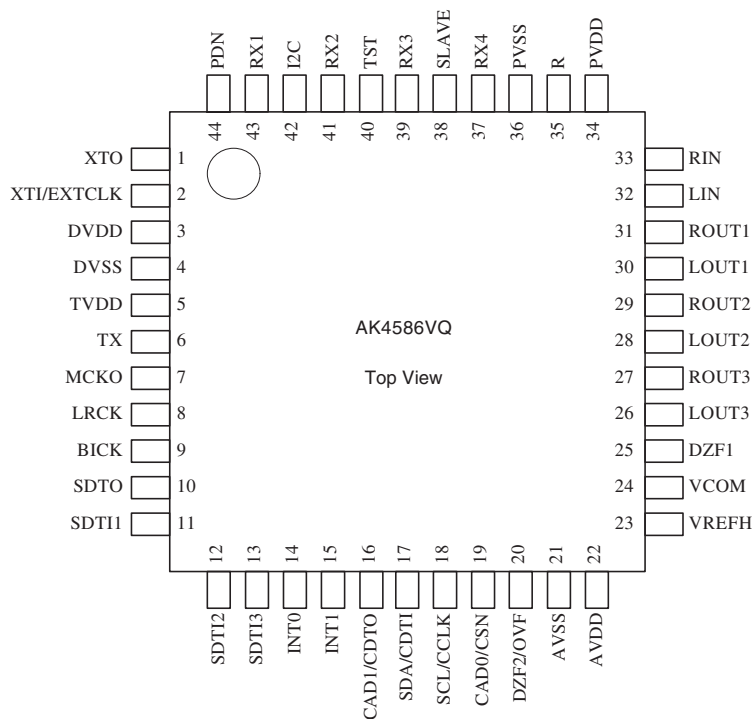 PDN RX1 I2C RX2 TST RX3 SLAVE RX4 PVSS R PVDD
44 43 42 41 40 39 38 37 36 35 34
XTO 1 33 RIN
XTI/EXTCLK 2 32 LIN
DVDD 3 31 ROUT1
DVSS 4 30 LOUT1
TVDD 5 29 ROUT2
AK4586VQ
TX 6 28 LOUT2
Top View
MCKO 7 27 ROUT3
LRCK 8 26 LOUT3
BICK 9 25 DZF1
SDTO 10 24 VCOM
SDTI1 11 23 VREFH
12 13 14 15 16 17 18 19 20 21 22
SDTI2 SDTI3 INT0 INT1 CAD1/CDTO SDA/CDTI SCL/CCLK CAD0/CSN DZF2/OVF AVSS AVDD